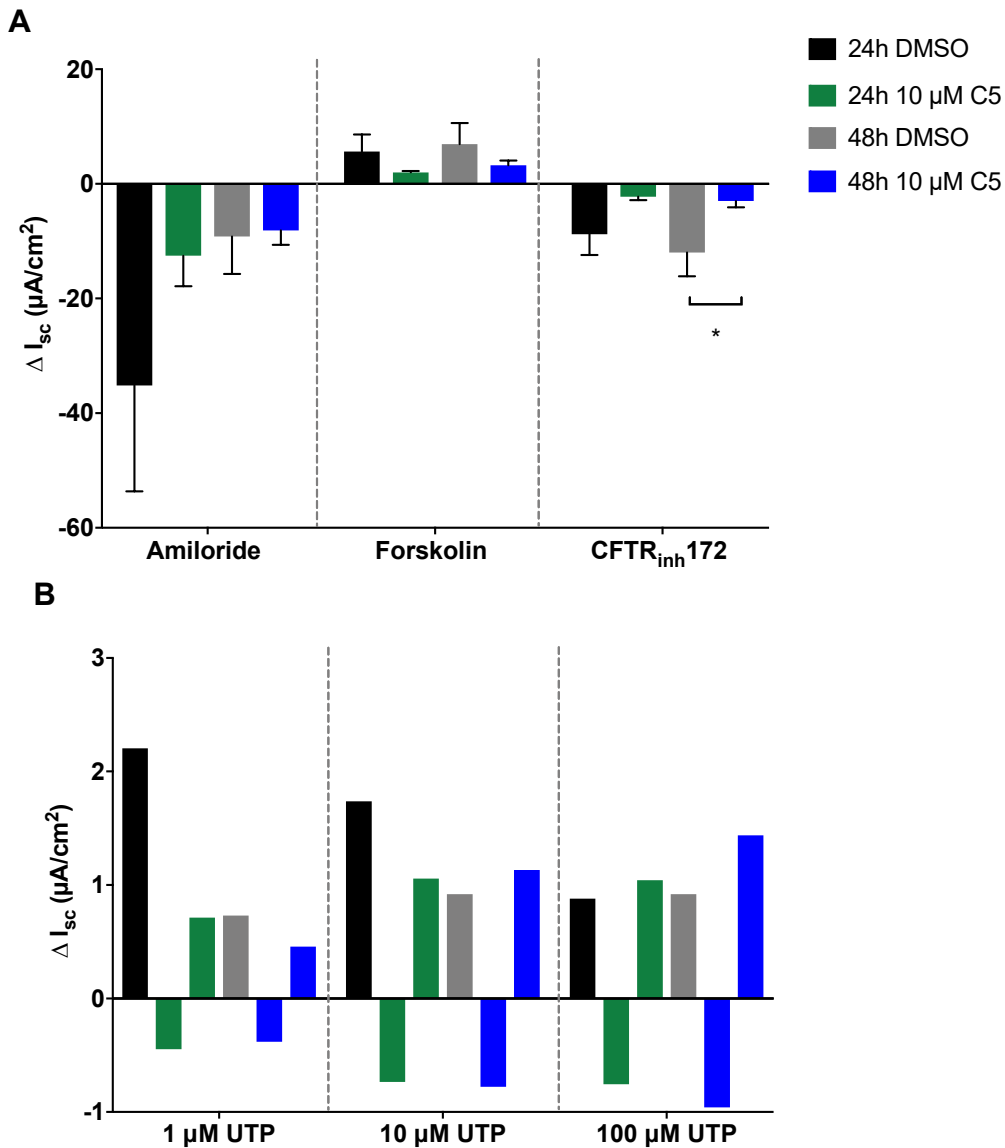 A
24h DMSO
24h 10 µM C5
48h DMSO
48h 10 µM C5
20
0
-20
-40
-60
Δ Isc (µA/cm²)
Amiloride
Forskolin
CFTRinh172
*
B
3
2
1
0
-1
Δ Isc (µA/cm²)
1 µM UTP
10 µM UTP
100 µM UTP